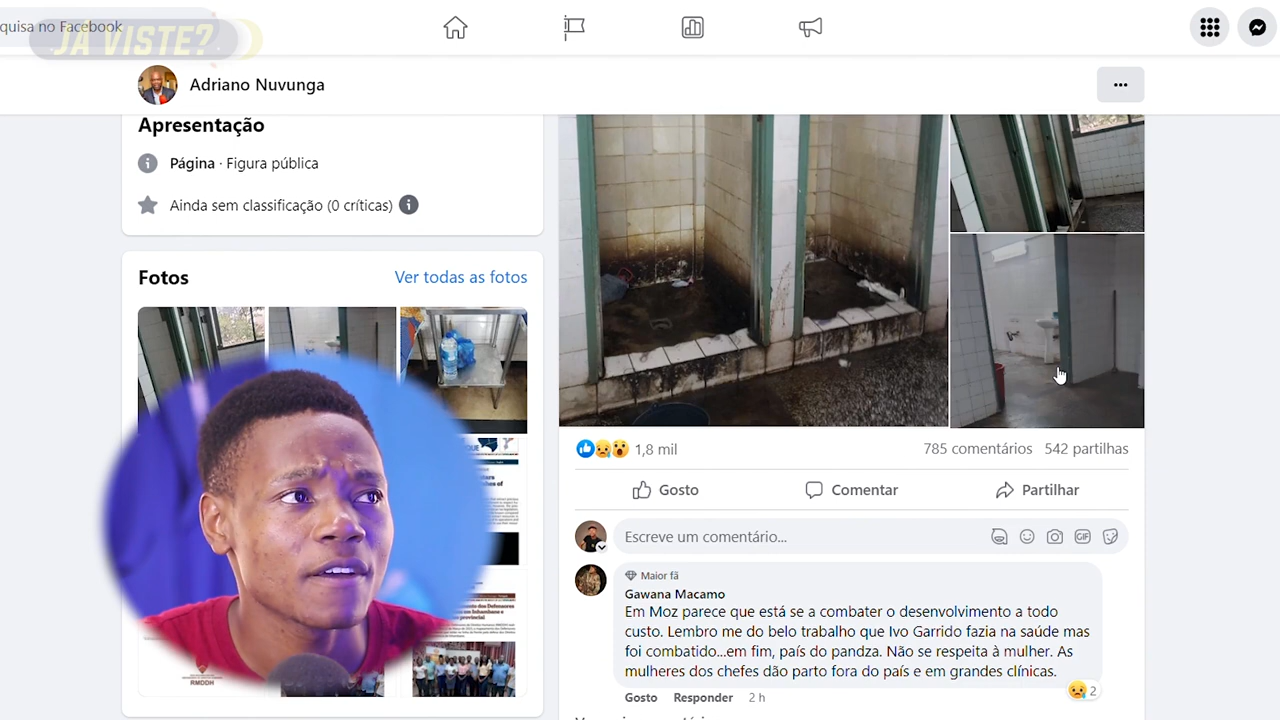 quisa no Facebook
JÁ VISTE?
Adriano Nuvunga
Apresentação
Página · Figura pública
Ainda sem classificação (0 críticas)
Fotos
Ver todas as fotos
RMDDH
1,8 mil
785 comentários
542 partilhas
Gosto
Comentar
Partilhar
Escreve um comentário...
GIF
Maior fã
Gawana Macamo
Em Moz parece que está se a combater o desenvolvimento a todo
custo. Lembro-me do belo trabalho que Ivo Garrido fazia na saúde mas
foi combatido...em fim, país do pandza. Não se respeita à mulher. As
mulheres dos chefes dão parto fora do país e em grandes clínicas.
Gosto
Responder
2 h
2